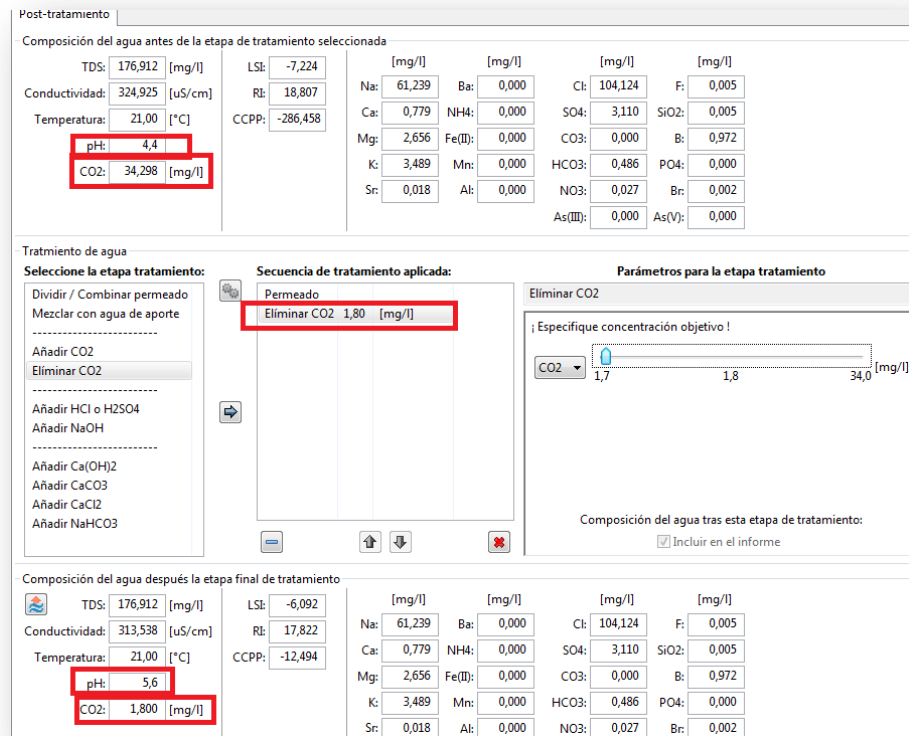 Post-tratamiento
Composición del agua antes de la etapa de tratamiento seleccionada
TDS: 176,912 [mg/l] LSI: -7,224 [mg/l] [mg/l] [mg/l] [mg/l]
Conductividad: 324,925 [uS/cm] RI: 18,807 Na: 61,239 Ba: 0,000 Cl: 104,124 F: 0,005
Temperatura: 21,00 [°C] CCPP: -286,458 Ca: 0,779 NH4: 0,000 SO4: 3,110 SiO2: 0,005
pH: 4,4 Mg: 2,656 Fe(II): 0,000 CO3: 0,000 B: 0,972
CO2: 34,298 [mg/l] K: 3,489 Mn: 0,000 HCO3: 0,486 PO4: 0,000
Sr: 0,018 Al: 0,000 NO3: 0,027 Br: 0,002
As(III): 0,000 As(V): 0,000
Tratmiento de agua
Seleccione la etapa tratamiento:
Dividir / Combinar permeado
Mezclar con agua de aporte
-------------------------
Añadir CO2
Elíminar CO2
-------------------------
Añadir HCl o H2SO4
Añadir NaOH
-------------------------
Añadir Ca(OH)2
Añadir CaCO3
Añadir CaCl2
Añadir NaHCO3
Secuencia de tratamiento aplicada:
Permeado
Elíminar CO2 1,80 [mg/l]
Parámetros para la etapa tratamiento
Elíminar CO2
¡ Especifique concentración objetivo !
CO2 [mg/l]
1,7 1,8 34,0
Composición del agua tras esta etapa de tratamiento:
Incluir en el informe
Composición del agua después la etapa final de tratamiento
TDS: 176,912 [mg/l] LSI: -6,092 [mg/l] [mg/l] [mg/l] [mg/l]
Conductividad: 313,538 [uS/cm] RI: 17,822 Na: 61,239 Ba: 0,000 Cl: 104,124 F: 0,005
Temperatura: 21,00 [°C] CCPP: -12,494 Ca: 0,779 NH4: 0,000 SO4: 3,110 SiO2: 0,005
pH: 5,6 Mg: 2,656 Fe(II): 0,000 CO3: 0,000 B: 0,972
CO2: 1,800 [mg/l] K: 3,489 Mn: 0,000 HCO3: 0,486 PO4: 0,000
Sr: 0,018 Al: 0,000 NO3: 0,027 Br: 0,002